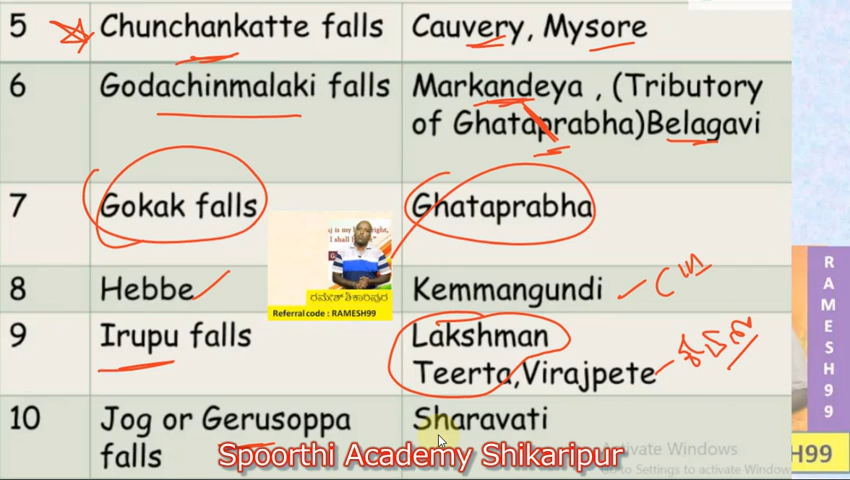 5 Chunchankatte falls Cauvery, Mysore
6 Godachinmalaki falls Markandeya , (Tributory
of Ghataprabha)Belagavi
7 Gokak falls Ghataprabha
8 Hebbe Kemmangundi
9 Irupu falls Lakshman
Teerta,Virajpete
10 Jog or Gerusoppa Sharavati
falls
ರಮೇಶ್ ಶಿಕಾರಿಪುರ
Referral code : RAMESH99
RAMESH99
H99
Activate Windows
Go to Settings to activate Windows
Spoorthi Academy Shikaripur